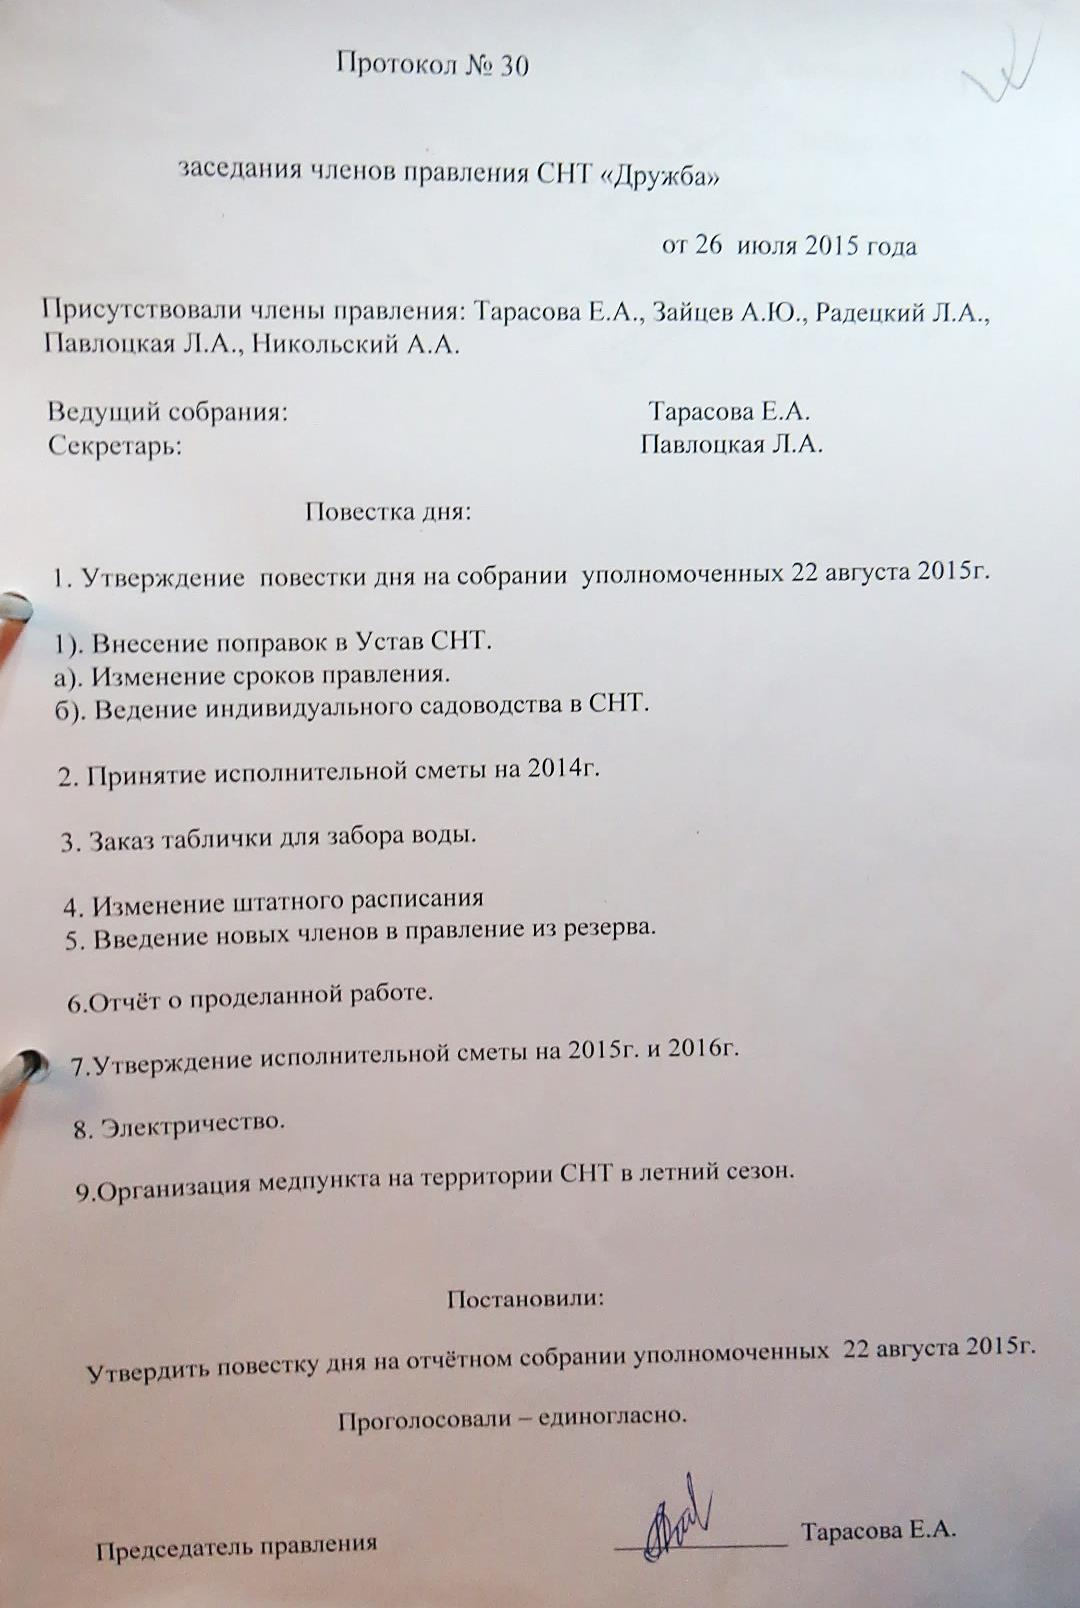 Протокол № 30
заседания членов правления СНТ «Дружба»
от 26 июля 2015 года
Присутствовали члены правления: Тарасова Е.А., Зайцев А.Ю., Радецкий Л.А.,
Павлоцкая Л.А., Никольский А.А.
Ведущий собрания: Тарасова Е.А.
Секретарь: Павлоцкая Л.А.
Повестка дня:
1. Утверждение повестки дня на собрании уполномоченных 22 августа 2015г.
1). Внесение поправок в Устав СНТ.
а). Изменение сроков правления.
б). Ведение индивидуального садоводства в СНТ.
2. Принятие исполнительной сметы на 2014г.
3. Заказ таблички для забора воды.
4. Изменение штатного расписания
5. Введение новых членов в правление из резерва.
6.Отчёт о проделанной работе.
7.Утверждение исполнительной сметы на 2015г. и 2016г.
8. Электричество.
9.Организация медпункта на территории СНТ в летний сезон.
Постановили:
Утвердить повестку дня на отчётном собрании уполномоченных 22 августа 2015г.
Проголосовали – единогласно.
Председатель правления Тарасова Е.А.